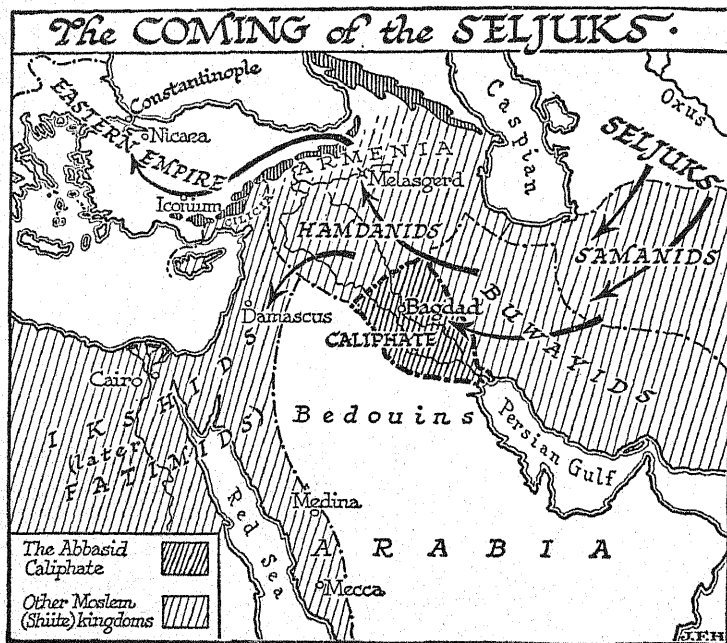 The COMING of the SELJUKS.
Constantinople
EASTERN EMPIRE
Nicæa
Iconium
CILICIA
ARMENIA
Melasgerd
Caspian
Oxus
SELJUKS
HAMDANIDS
SAMANIDS
BUWAYIDS
Damascus
Bagdad
CALIPHATE
Cairo
IKSHIDS
(later
FATIMIDS)
Bedouins
Persian Gulf
Red Sea
Medina
Mecca
ARABIA
The Abbasid
Caliphate
Other Moslem
(Shiite) kingdoms
J.F.H.